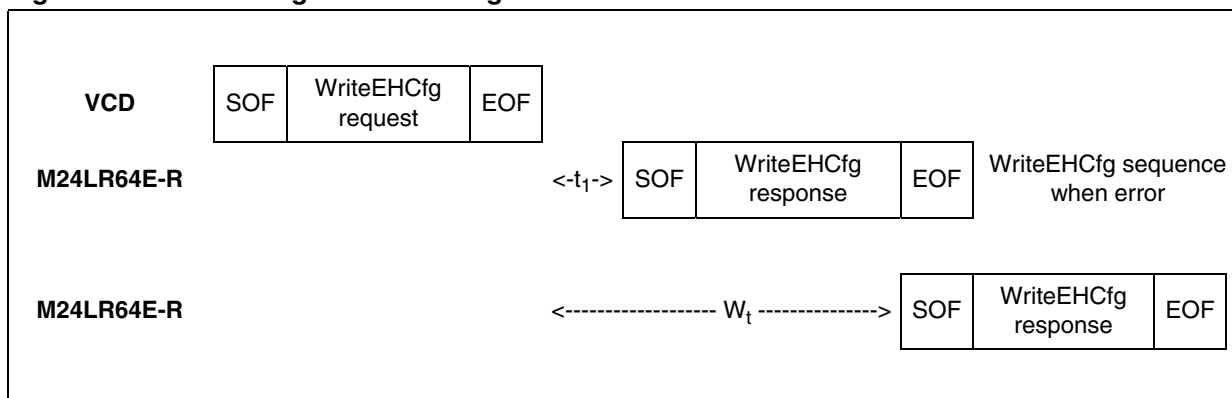 VCD SOF WriteEHCfg request EOF
M24LR64E-R <-t1-> SOF WriteEHCfg response EOF WriteEHCfg sequence when error
M24LR64E-R <------------------- Wt ---------------> SOF WriteEHCfg response EOF